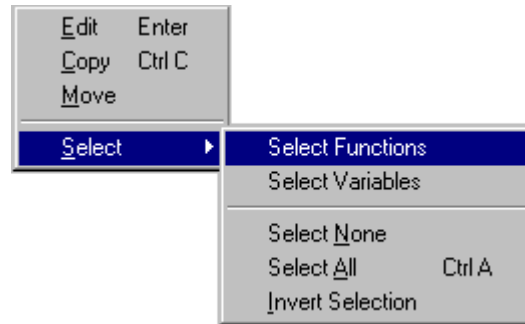 Edit Enter
Copy Ctrl C
Move
Select
Select Functions
Select Variables
Select None
Select All Ctrl A
Invert Selection